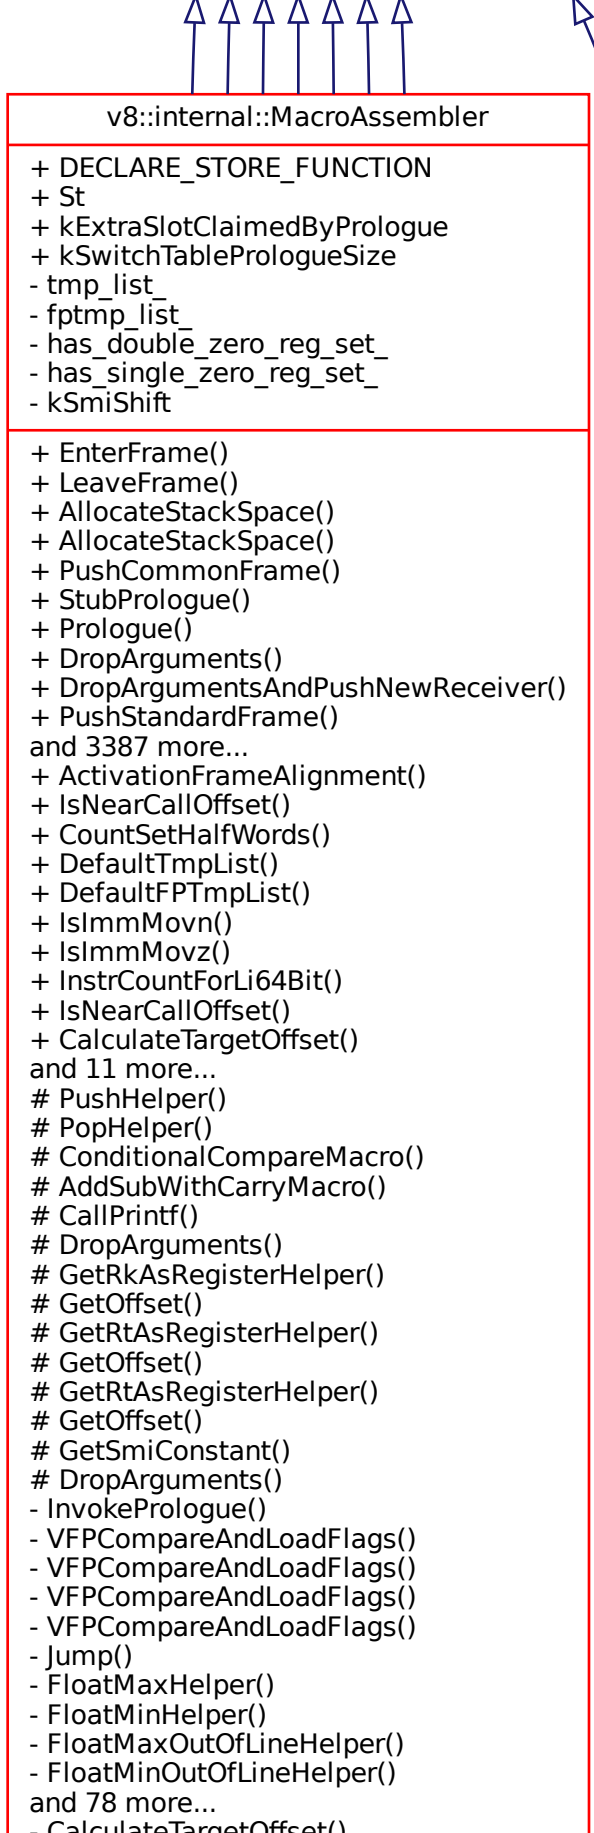 v8::internal::MacroAssembler
+ DECLARE_STORE_FUNCTION
+ St
+ kExtraSlotClaimedByPrologue
+ kSwitchTablePrologueSize
- tmp_list_
- fptmp_list_
- has_double_zero_reg_set_
- has_single_zero_reg_set_
- kSmiShift
+ EnterFrame()
+ LeaveFrame()
+ AllocateStackSpace()
+ AllocateStackSpace()
+ PushCommonFrame()
+ StubPrologue()
+ Prologue()
+ DropArguments()
+ DropArgumentsAndPushNewReceiver()
+ PushStandardFrame()
and 3387 more...
+ ActivationFrameAlignment()
+ IsNearCallOffset()
+ CountSetHalfWords()
+ DefaultTmpList()
+ DefaultFPTmpList()
+ IsImmMovn()
+ IsImmMovz()
+ InstrCountForLi64Bit()
+ IsNearCallOffset()
+ CalculateTargetOffset()
and 11 more...
# PushHelper()
# PopHelper()
# ConditionalCompareMacro()
# AddSubWithCarryMacro()
# CallPrintf()
# DropArguments()
# GetRkAsRegisterHelper()
# GetOffset()
# GetRtAsRegisterHelper()
# GetOffset()
# GetRtAsRegisterHelper()
# GetOffset()
# GetSmiConstant()
# DropArguments()
- InvokePrologue()
- VFPCompareAndLoadFlags()
- VFPCompareAndLoadFlags()
- VFPCompareAndLoadFlags()
- VFPCompareAndLoadFlags()
- Jump()
- FloatMaxHelper()
- FloatMinHelper()
- FloatMaxOutOfLineHelper()
- FloatMinOutOfLineHelper()
and 78 more...
- CalculateTargetOffset()